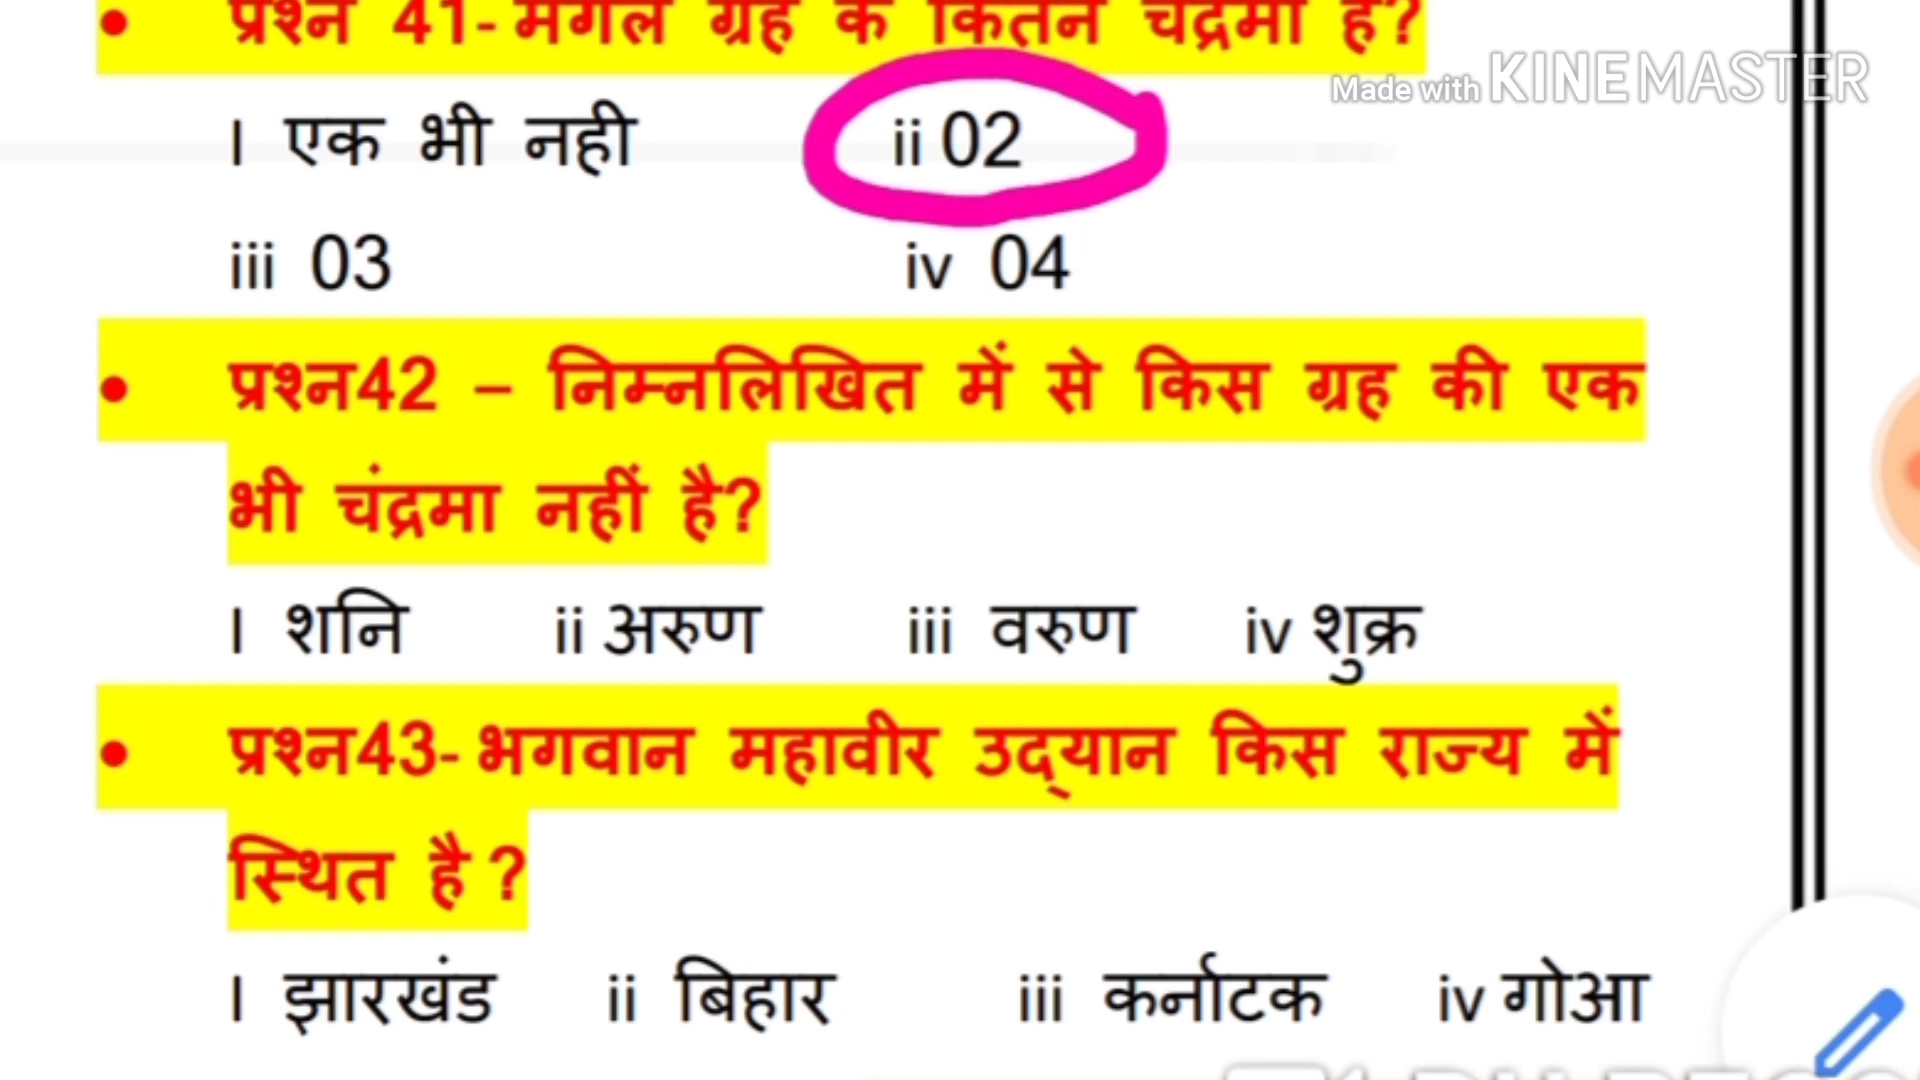 • प्रश्न 41- मंगल ग्रह के कितने चंद्रमा है?
Made with KINEMASTER
I एक भी नही ii 02
iii 03 iv 04
• प्रश्न42 – निम्नलिखित में से किस ग्रह की एक
भी चंद्रमा नहीं है?
I शनि ii अरुण iii वरुण iv शुक्र
• प्रश्न43- भगवान महावीर उद्यान किस राज्य में
स्थित है ?
I झारखंड ii बिहार iii कर्नाटक iv गोआ